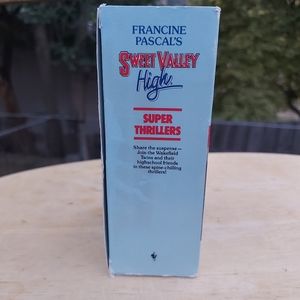 FRANCINE
PASCAL'S
SWEET VALLEY
High
SUPER
THRILLERS
Share the suspense—
Join the Wakefield
Twins and their
highschool friends
in these spine-chilling
thrillers!